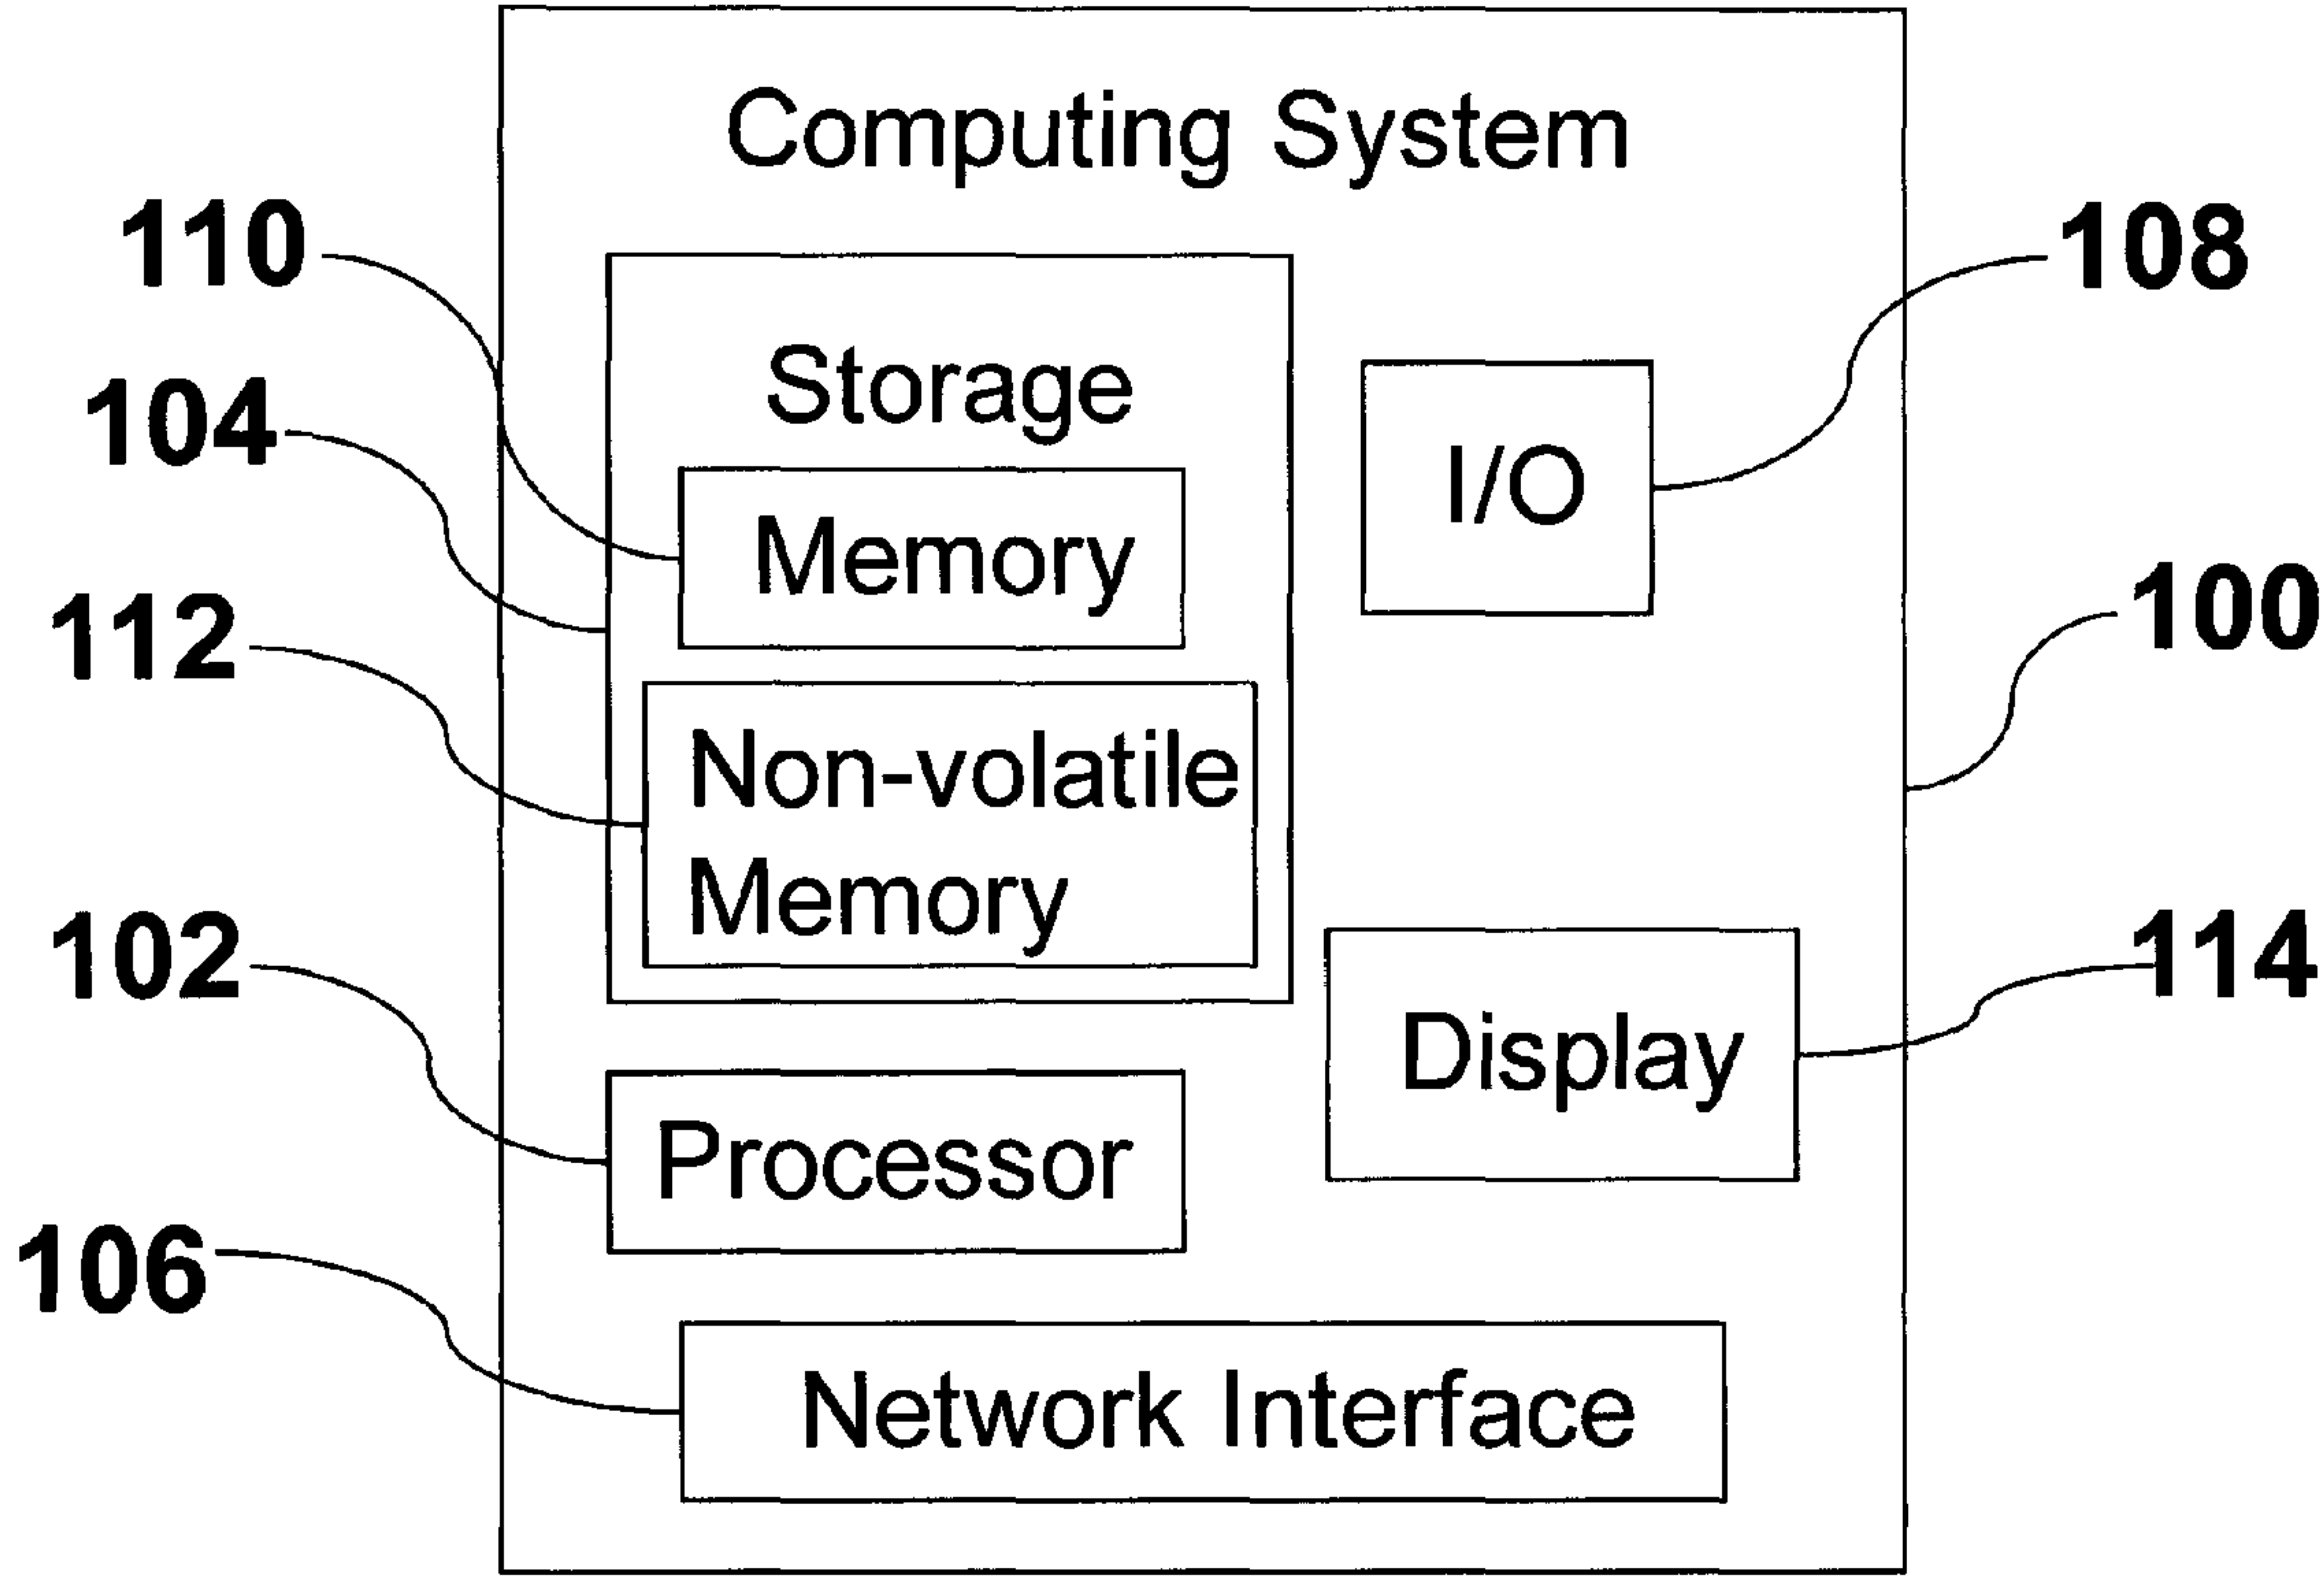 Computing System
110
108
Storage
104
I/O
Memory
100
112
Non-volatile
Memory
102
114
Display
Processor
106
Network Interface